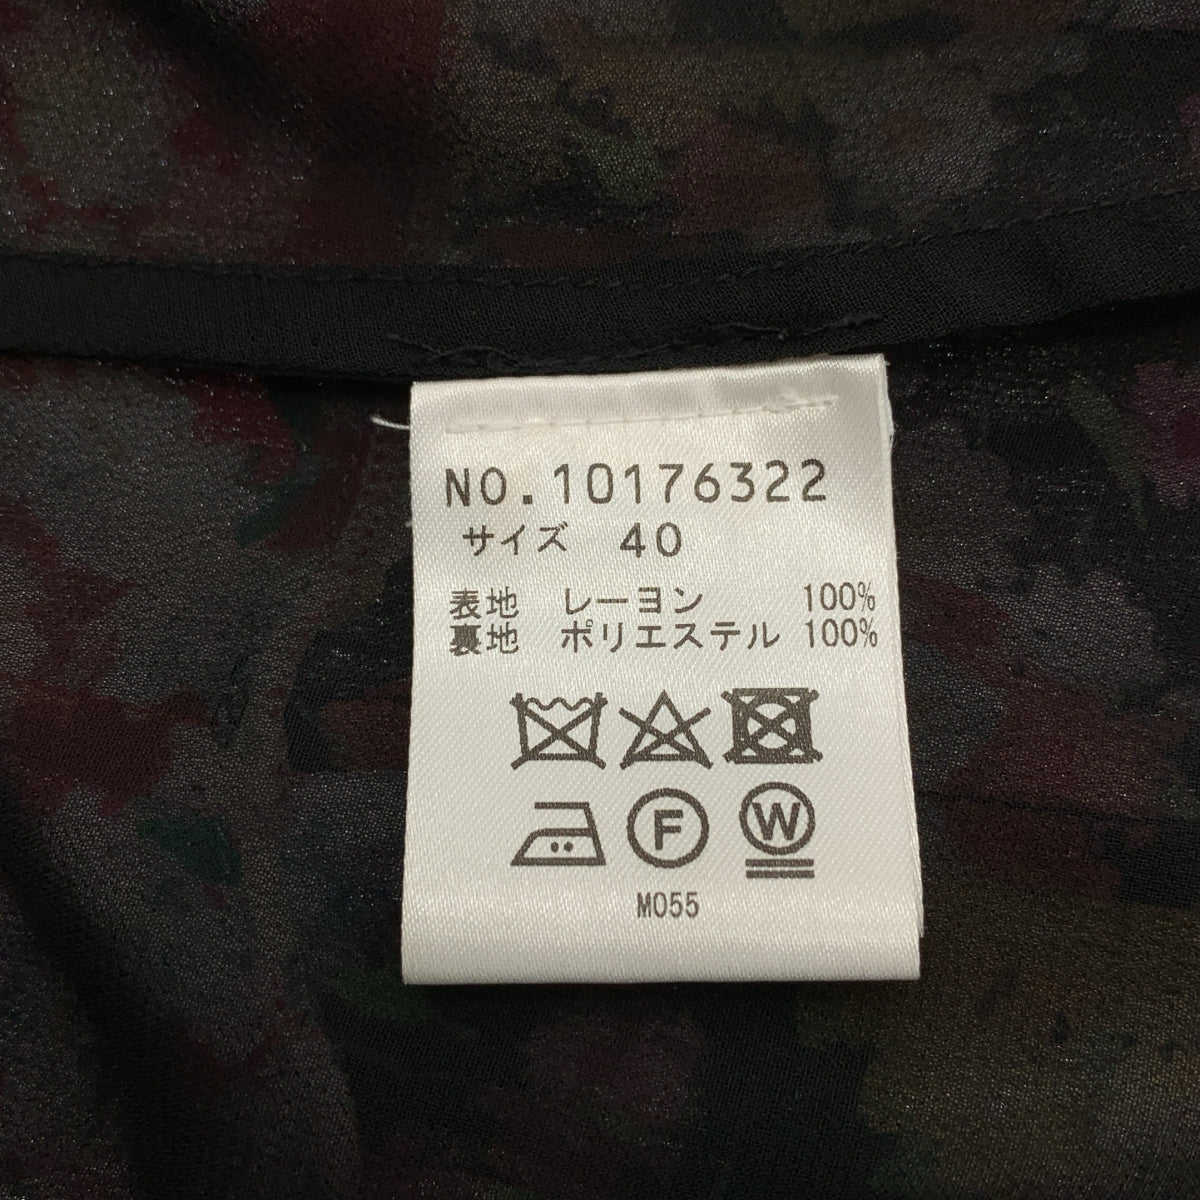 NO.10176322
サイズ 40
表地 レーヨン 100%
裏地 ポリエステル 100%
F W
M055